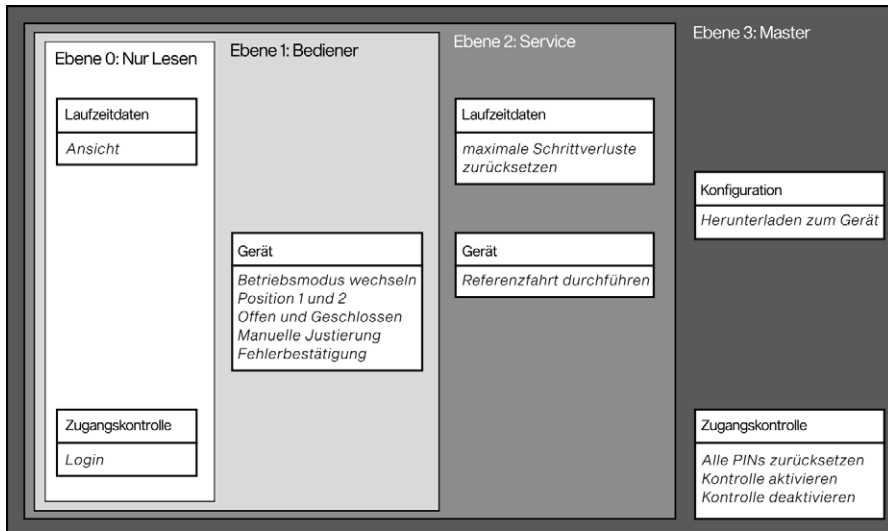 Ebene 0: Nur Lesen
Laufzeitdaten
Ansicht
Zugangskontrolle
Login
Ebene 1: Bediener
Gerät
Betriebsmodus wechseln
Position 1 und 2
Offen und Geschlossen
Manuelle Justierung
Fehlerbestätigung
Ebene 2: Service
Laufzeitdaten
maximale Schrittverluste
zurücksetzen
Gerät
Referenzfahrt durchführen
Ebene 3: Master
Konfiguration
Herunterladen zum Gerät
Zugangskontrolle
Alle PINs zurücksetzen
Kontrolle aktivieren
Kontrolle deaktivieren